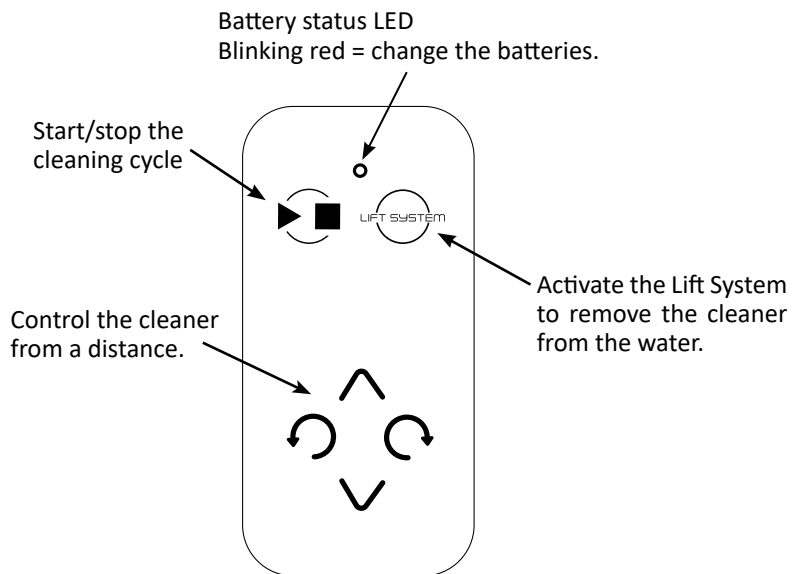 Battery status LED
Blinking red = change the batteries.
Start/stop the
cleaning cycle
LIFT SYSTEM
Activate the Lift System
to remove the cleaner
from the water.
Control the cleaner
from a distance.